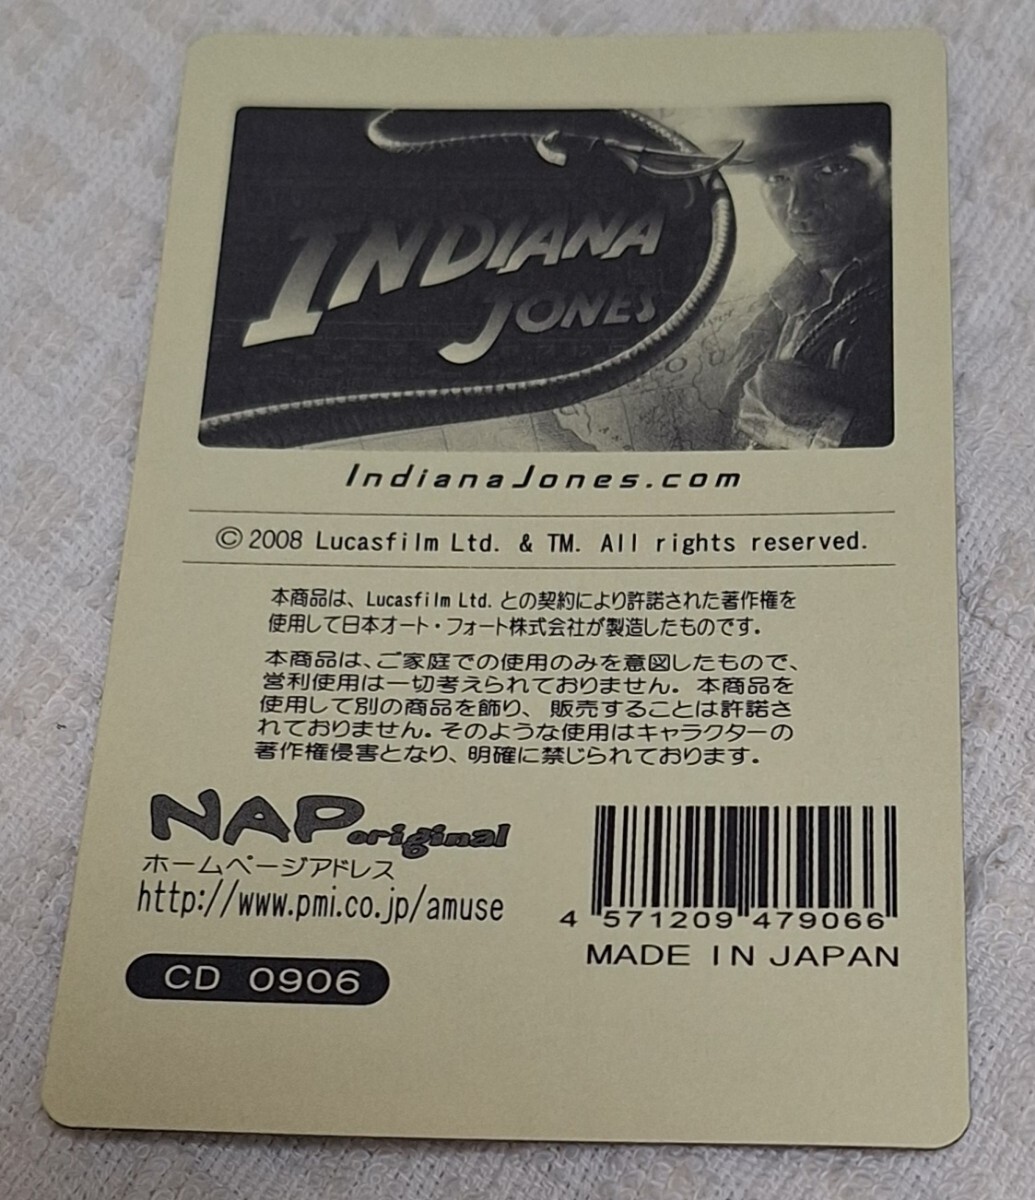 INDIANA
JONES
IndianaJones.com
© 2008 Lucasfilm Ltd. & TM. All rights reserved.
本商品は、Lucasfilm Ltd. との契約により許諾された著作権を
使用して日本オート・フォート株式会社が製造したものです。
本商品は、ご家庭での使用のみを意図したもので、
営利使用は一切考えられておりません。本商品を
使用して別の商品を飾り、販売することは許諾さ
れておりません。そのような使用はキャラクターの
著作権侵害となり、明確に禁じられております。
NAP original
ホームページアドレス
http://www.pmi.co.jp/amuse
4 571209 479066
MADE IN JAPAN
CD 0906